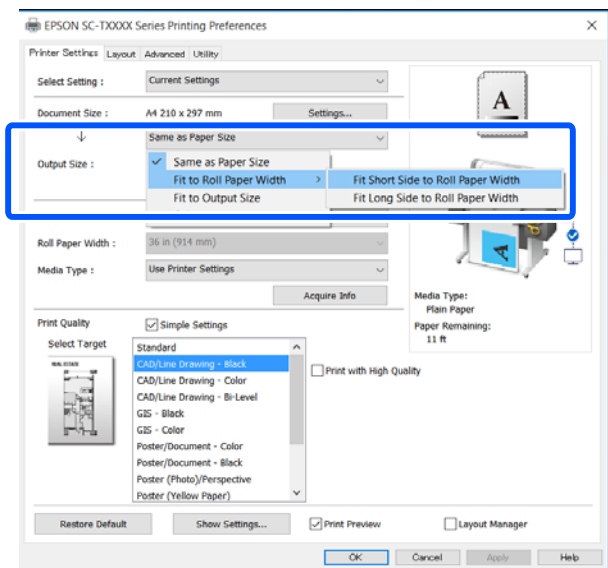 EPSON SC-TXXXX Series Printing Preferences
Printer Settings Layout Advanced Utility
Select Setting : Current Settings
Document Size : A4 210 x 297 mm Settings...
Same as Paper Size
Output Size : Same as Paper Size
Fit to Roll Paper Width Fit Short Side to Roll Paper Width
Fit to Output Size Fit Long Side to Roll Paper Width
A
A
Roll Paper Width : 36 in (914 mm)
Media Type : Use Printer Settings
Acquire Info
Media Type:
Plain Paper
Paper Remaining:
11 ft
Print Quality Simple Settings
Select Target
Standard
CAD/Line Drawing - Black
CAD/Line Drawing - Color
CAD/Line Drawing - Bi-Level
GIS - Black
GIS - Color
Poster/Document - Color
Poster/Document - Black
Poster (Photo)/Perspective
Poster (Yellow Paper)
Print with High Quality
Restore Default Show Settings... Print Preview Layout Manager
OK Cancel Apply Help